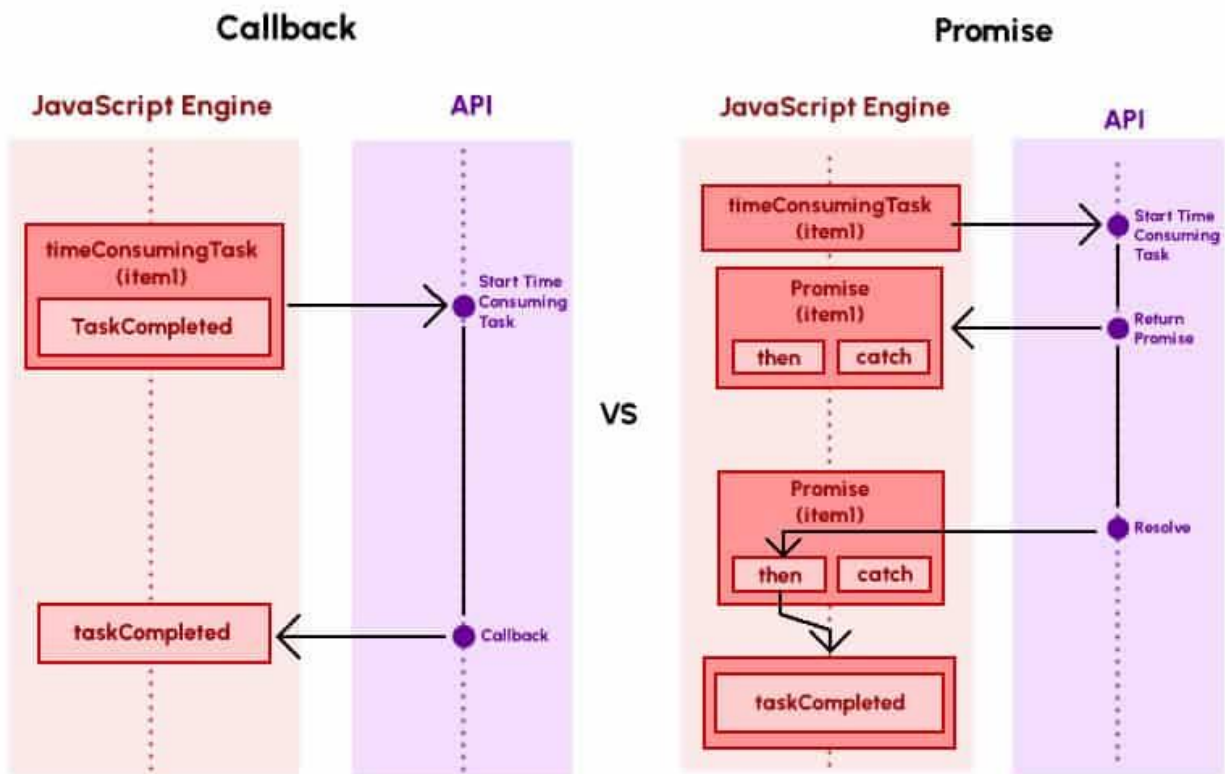 Callback
JavaScript Engine
API
timeConsumingTask
(item1)
TaskCompleted
Start Time
Consuming
Task
taskCompleted
Callback
VS
Promise
JavaScript Engine
API
timeConsumingTask
(item1)
Start Time
Consuming
Task
Promise
(item1)
then
catch
Return
Promise
Promise
(item1)
then
catch
Resolve
taskCompleted